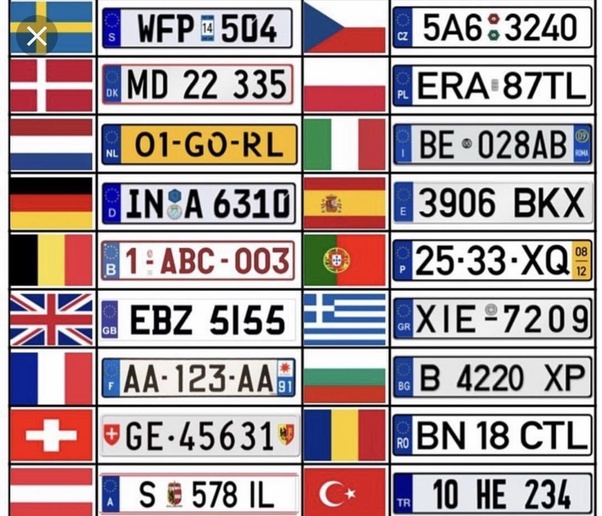 S WFP 14 504
CZ 5A6 3240
DK MD 22 335
PL ERA 87TL
NL 01-GO-RL
I BE 028AB ROMA
D IN A 6310
E 3906 BKX
B 1-ABC-003
P 25·33·XQ 08 12
GB EBZ 5155
GR XIE-7209
F AA-123-AA 91
BG B 4220 XP
GE·45631
RO BN 18 CTL
A S 578 IL
TR 10 HE 234